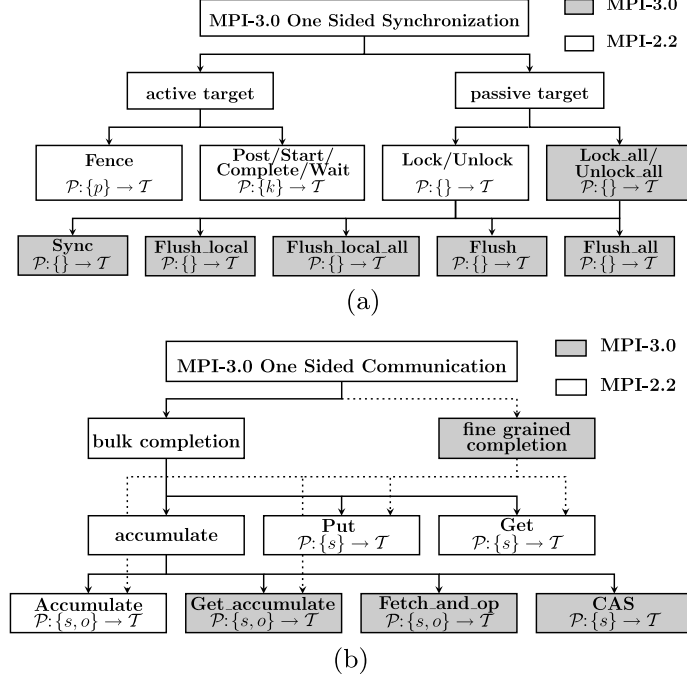 MPI-3.0 One Sided Synchronization
MPI-3.0
MPI-2.2
active target
passive target
Fence
P:{p} → T
Post/Start/
Complete/Wait
P:{k} → T
Lock/Unlock
P:{} → T
Lock_all/
Unlock_all
P:{} → T
Sync
P:{} → T
Flush_local
P:{} → T
Flush_local_all
P:{} → T
Flush
P:{} → T
Flush_all
P:{} → T
(a)
MPI-3.0 One Sided Communication
MPI-3.0
MPI-2.2
bulk completion
fine grained
completion
accumulate
Put
P:{s} → T
Get
P:{s} → T
Accumulate
P:{s, o} → T
Get_accumulate
P:{s, o} → T
Fetch_and_op
P:{s, o} → T
CAS
P:{s} → T
(b)